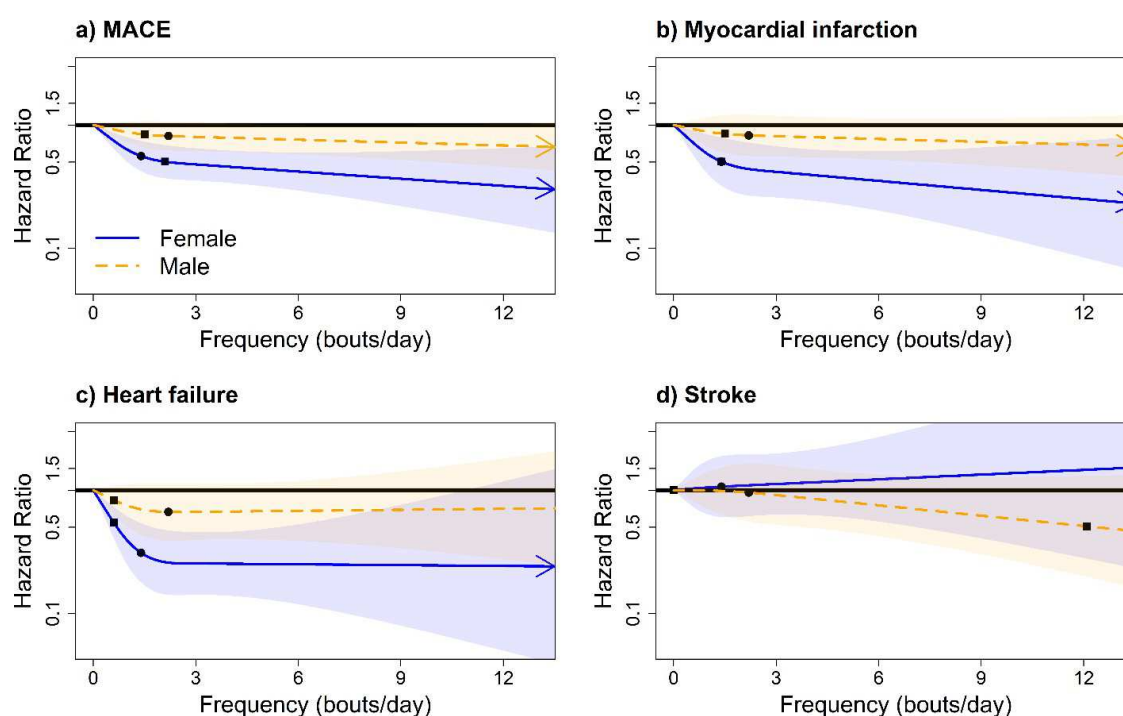 a) MACE
Hazard Ratio
1.5
0.5
0.1
Female
Male
0 3 6 9 12
Frequency (bouts/day)
b) Myocardial infarction
Hazard Ratio
1.5
0.5
0.1
0 3 6 9 12
Frequency (bouts/day)
c) Heart failure
Hazard Ratio
1.5
0.5
0.1
0 3 6 9 12
Frequency (bouts/day)
d) Stroke
Hazard Ratio
1.5
0.5
0.1
0 3 6 9 12
Frequency (bouts/day)